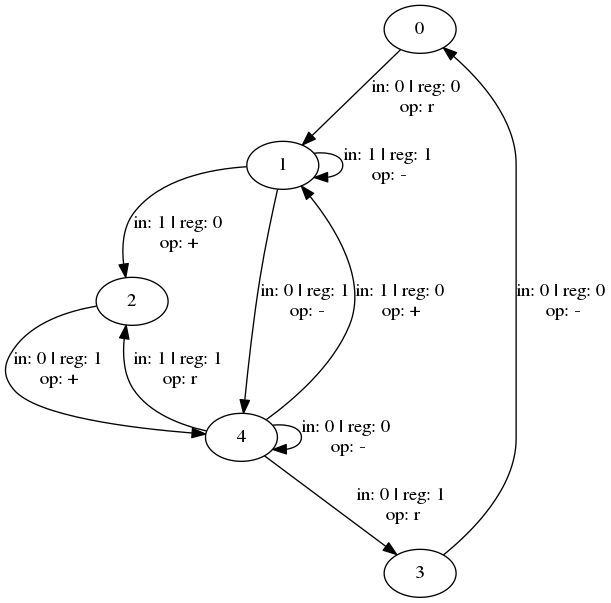 0
in: 0 | reg: 0
op: r
1
in: 1 | reg: 1
op: -
in: 1 | reg: 0
op: +
2
in: 0 | reg: 1
op: -
in: 1 | reg: 0
op: +
in: 0 | reg: 0
op: -
in: 0 | reg: 1
op: +
in: 1 | reg: 1
op: r
4
in: 0 | reg: 0
op: -
in: 0 | reg: 1
op: r
3